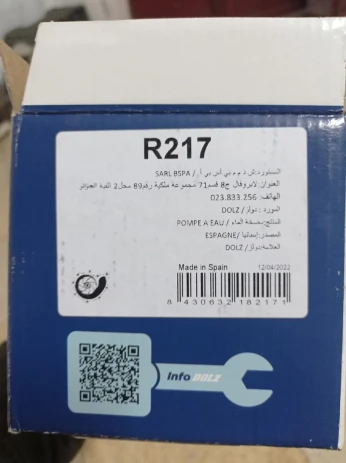 R217
المستورد:ش ذ م م بي أس بي أ / SARL BSPA
العنوان: لابروفال ج8 قسم71 مجموعة ملكية رقم89 محل2 القبة الجزائر
الهاتف: 023.833.256
المورد : دولز/ DOLZ
المنتج:مضخة الماء / POMPE A EAU
المصدر:إسبانيا /ESPAGNE
العلامة:دولز/ DOLZ
Made in Spain 12/04/2022
8 430632 182171
Info DOLZ